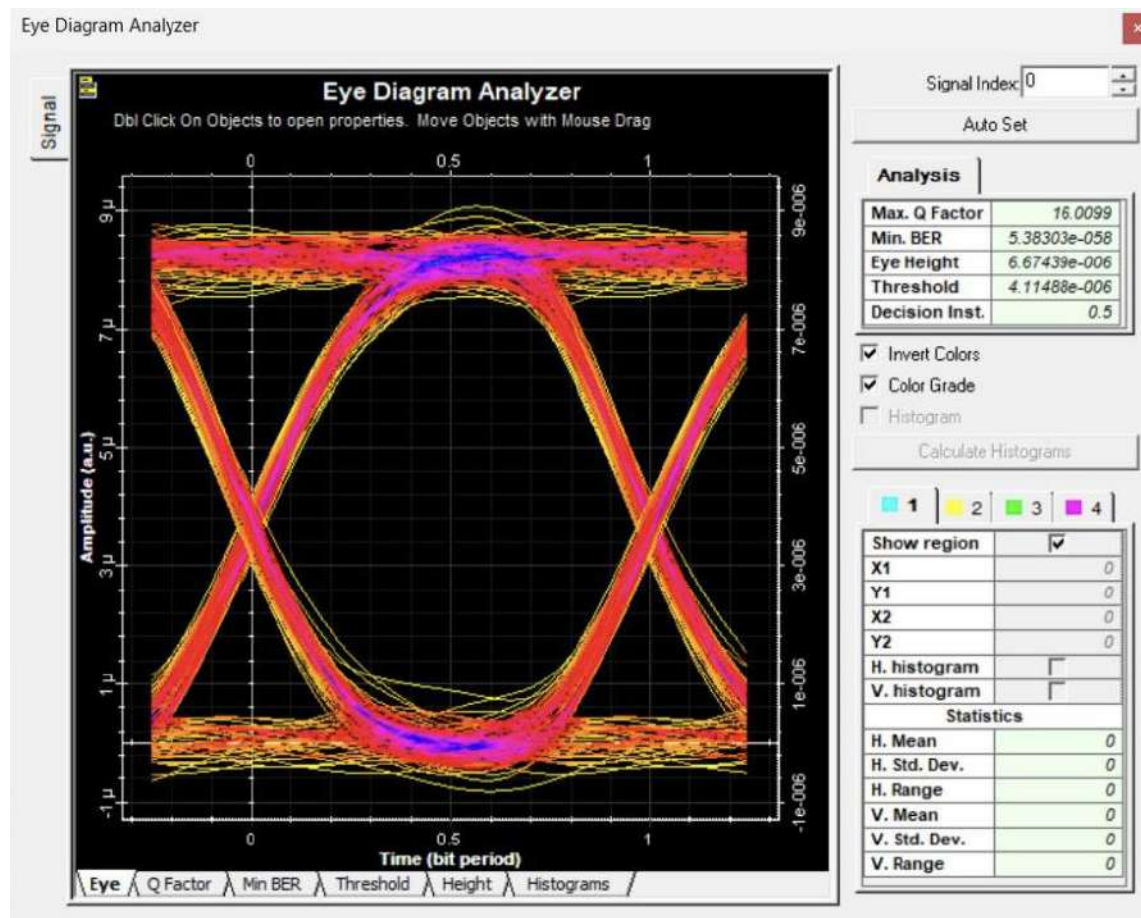 Eye Diagram Analyzer
Signal
Eye Diagram Analyzer
Dbl Click On Objects to open properties. Move Objects with Mouse Drag
0 0.5 1
9 µ
7 µ
5 µ
3 µ
1 µ
-1 µ
Amplitude (a.u.)
9e-006
7e-006
5e-006
3e-006
1e-006
-1e-006
0 0.5 1
Time (bit period)
Eye Q Factor Min BER Threshold Height Histograms
Signal Index: 0
Auto Set
Analysis
Max. Q Factor 16.0099
Min. BER 5.38303e-058
Eye Height 6.67439e-006
Threshold 4.11488e-006
Decision Inst. 0.5
Invert Colors
Color Grade
Histogram
Calculate Histograms
1 2 3 4
Show region
X1 0
Y1 0
X2 0
Y2 0
H. histogram
V. histogram
Statistics
H. Mean 0
H. Std. Dev. 0
H. Range 0
V. Mean 0
V. Std. Dev. 0
V. Range 0